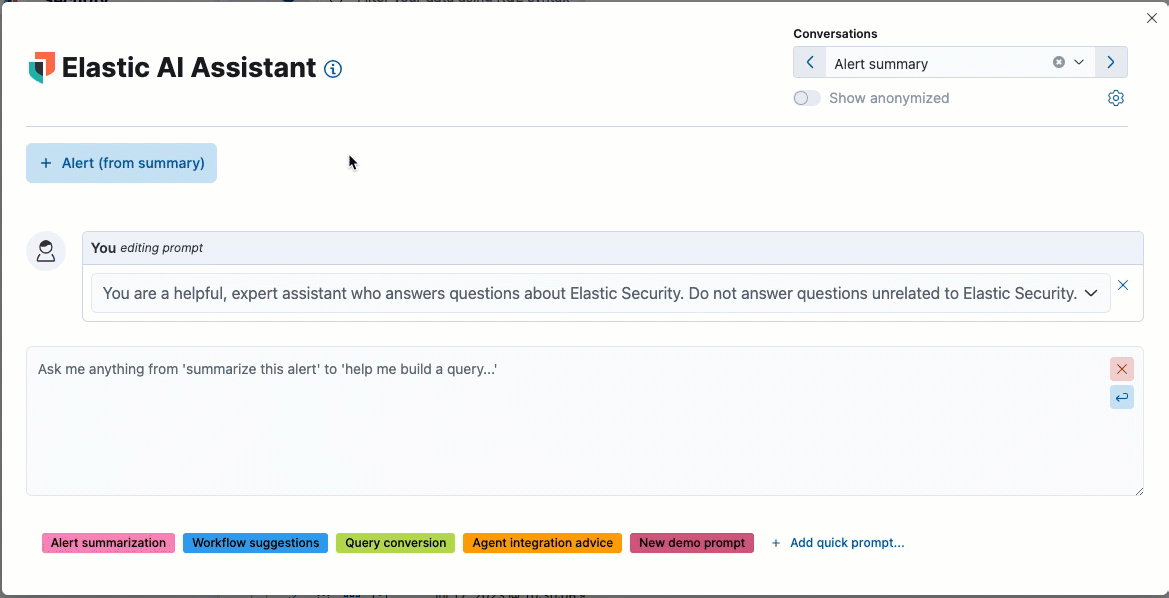 Conversations
Elastic AI Assistant
Alert summary
Show anonymized
+ Alert (from summary)
You editing prompt
You are a helpful, expert assistant who answers questions about Elastic Security. Do not answer questions unrelated to Elastic Security.
Ask me anything from 'summarize this alert' to 'help me build a query...'
Alert summarization Workflow suggestions Query conversion Agent integration advice New demo prompt + Add quick prompt...